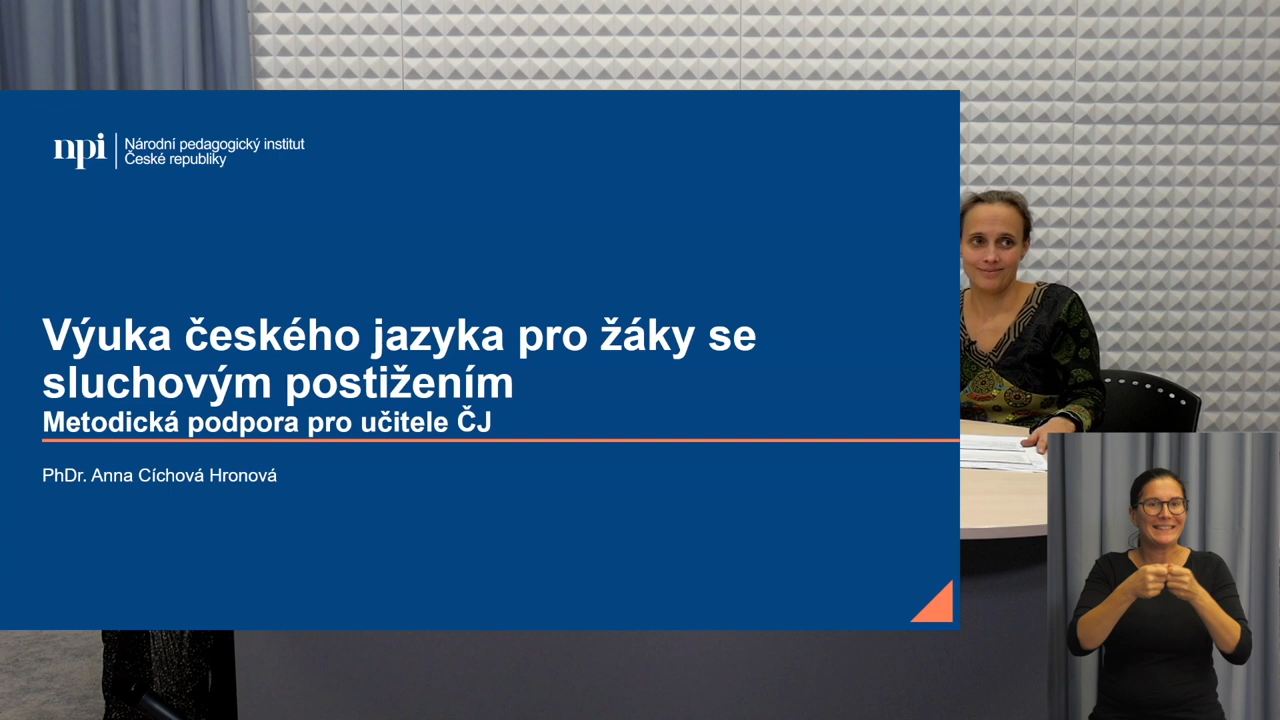 npi
Národní pedagogický institut
České republiky
Výuka českého jazyka pro žáky se
sluchovým postižením
Metodická podpora pro učitele ČJ
PhDr. Anna Cíchová Hronová